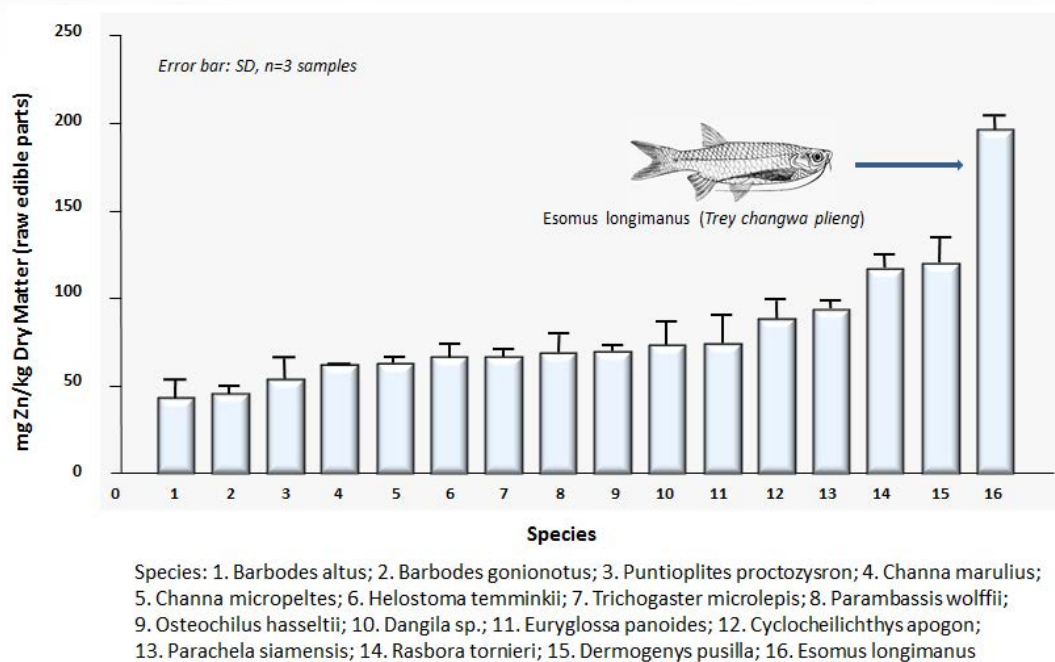 250
Error bar: SD, n=3 samples
200
150
Esomus longimanus (Trey changwa plieng)
100
50
0
mg Zn/kg Dry Matter (raw edible parts)
0 1 2 3 4 5 6 7 8 9 10 11 12 13 14 15 16
Species
Species: 1. Barbodes altus; 2. Barbodes gonionotus; 3. Puntioplites proctozysron; 4. Channa marulius;
5. Channa micropeltes; 6. Helostoma temminkii; 7. Trichogaster microlepis; 8. Parambassis wolffii;
9. Osteochilus hasseltii; 10. Dangila sp.; 11. Euryglossa panoides; 12. Cyclocheilichthys apogon;
13. Parachela siamensis; 14. Rasbora tornieri; 15. Dermogenys pusilla; 16. Esomus longimanus